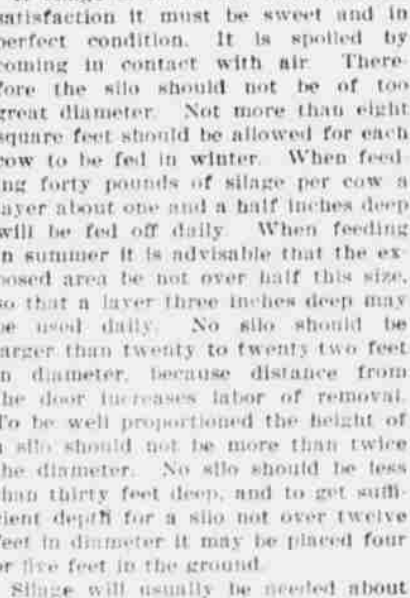 satisfaction it must be sweet and in
perfect condition. It is spoiled by
coming in contact with air. There-
fore the silo should not be of too
great diameter. Not more than eight
square feet should be allowed for each
cow to be fed in winter. When feed-
ing forty pounds of silage per cow a
layer about one and a half inches deep
will be fed off daily. When feeding
in summer it is advisable that the ex-
posed area be not over half this size,
so that a layer three inches deep may
be used daily. No silo should be
larger than twenty to twenty two feet
in diameter, because distance from
the door increases labor of removal.
To be well proportioned the height of
a silo should not be more than twice
the diameter. No silo should be less
than thirty feet deep, and to get suffi-
cient depth for a silo not over twelve
feet in diameter it may be placed four
or five feet in the ground.
Silage will usually be needed about